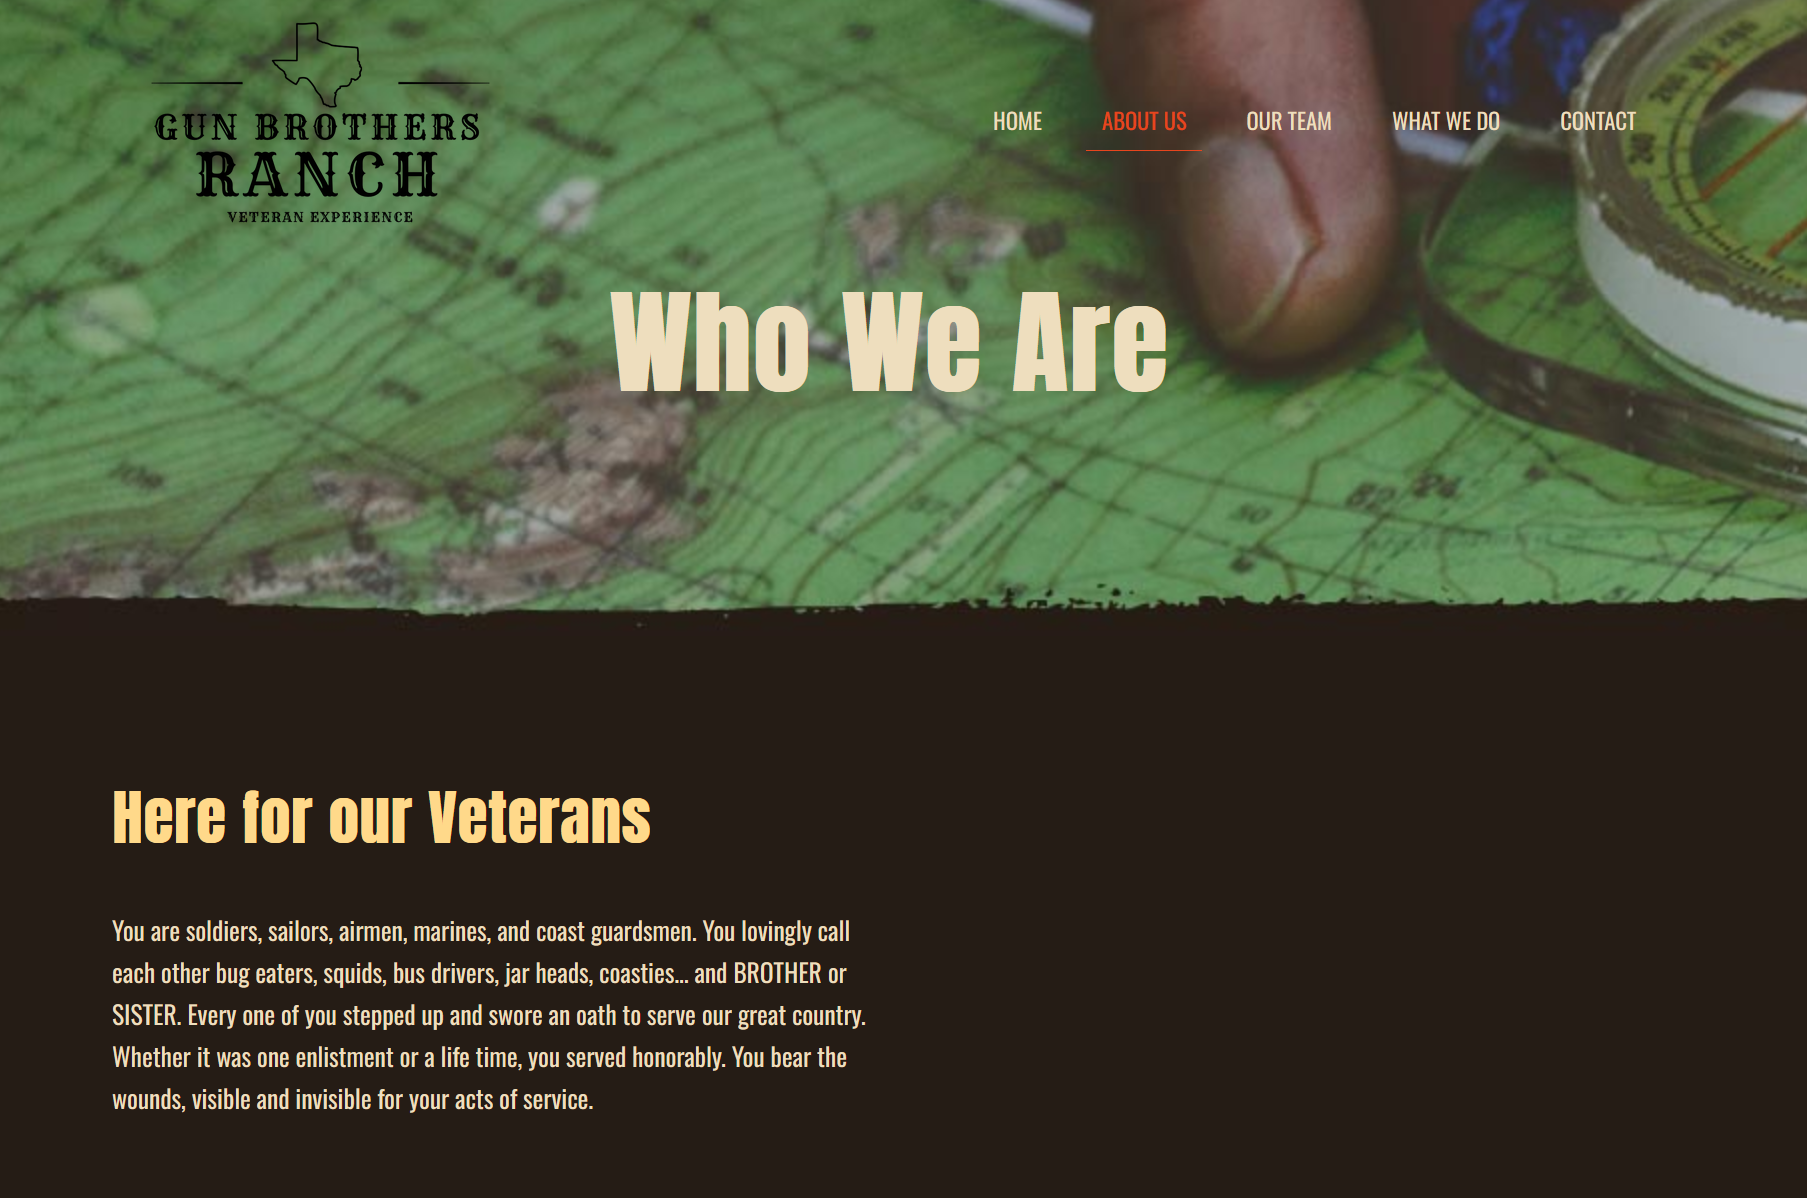 GUN BROTHERS
RANCH
VETERAN EXPERIENCE
HOME ABOUT US OUR TEAM WHAT WE DO CONTACT
Who We Are
Here for our Veterans
You are soldiers, sailors, airmen, marines, and coast guardsmen. You lovingly call
each other bug eaters, squids, bus drivers, jar heads, coasties... and BROTHER or
SISTER. Every one of you stepped up and swore an oath to serve our great country.
Whether it was one enlistment or a life time, you served honorably. You bear the
wounds, visible and invisible for your acts of service.